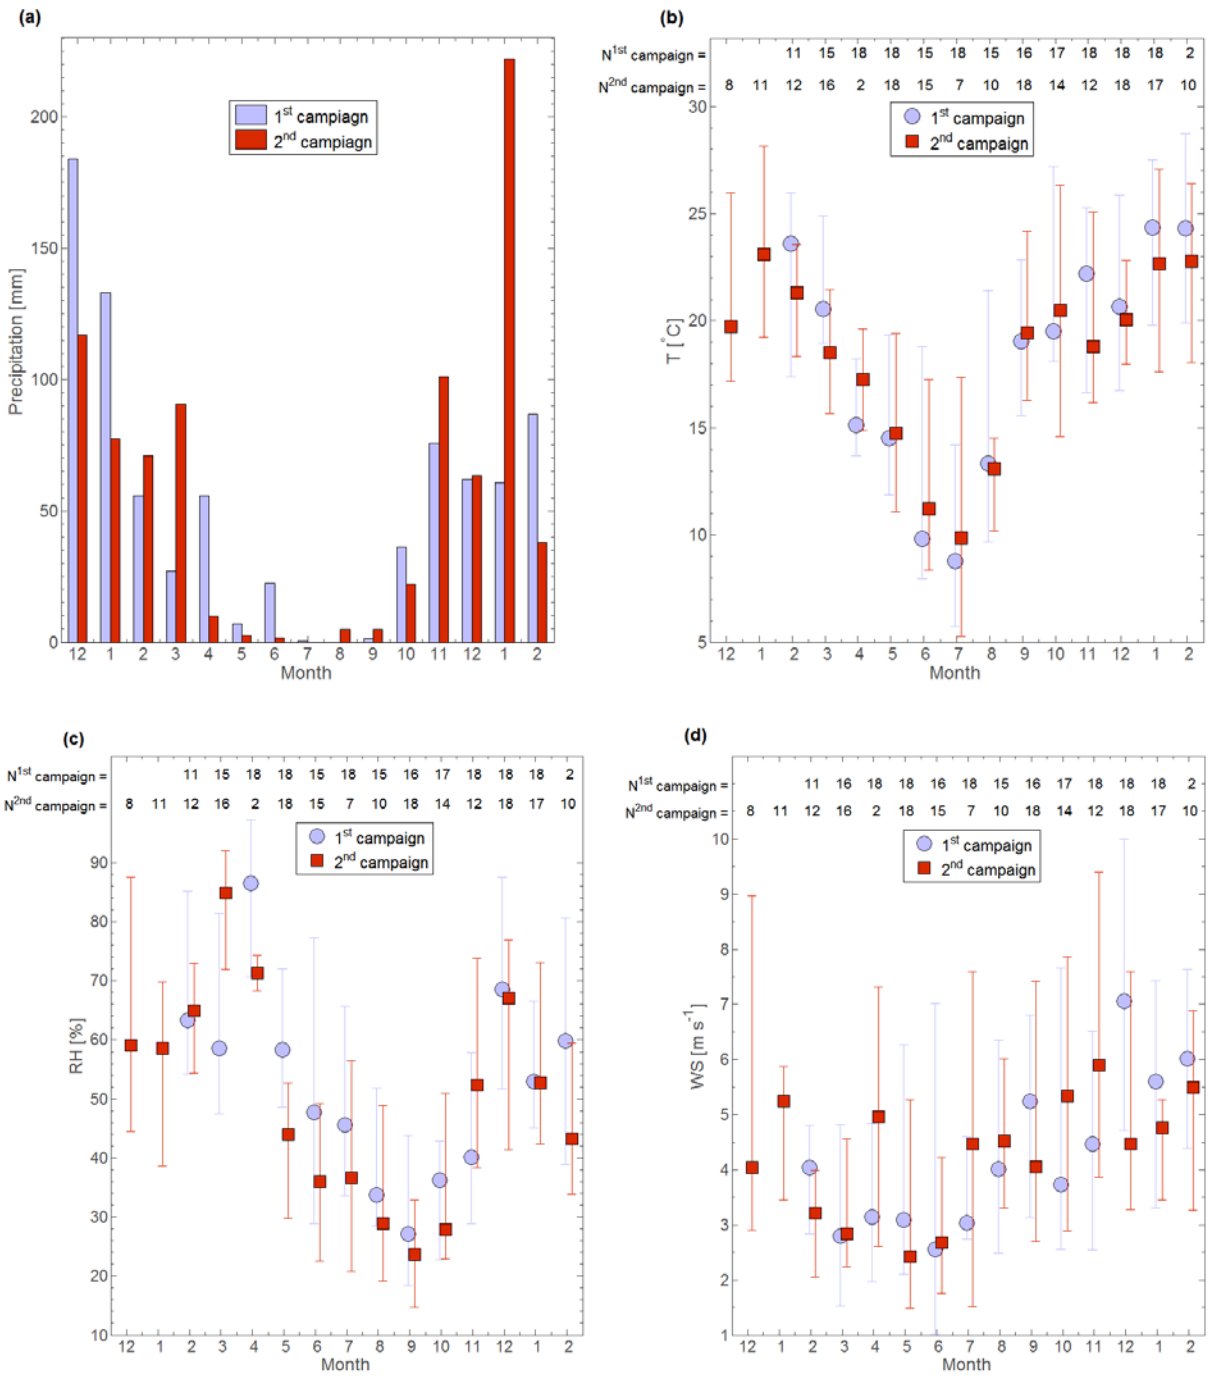 (a)
Precipitation [mm]
200
150
100
50
0
1st campiagn
2nd campiagn
12 1 2 3 4 5 6 7 8 9 10 11 12 1 2
Month
(b)
N1st campaign = 11 15 18 18 15 18 15 16 17 18 18 18 2
N2nd campaign = 8 11 12 16 2 18 15 7 10 18 14 12 18 17 10
1st campaign
2nd campaign
T [°C]
30
25
20
15
10
5
12 1 2 3 4 5 6 7 8 9 10 11 12 1 2
Month
(c)
N1st campaign = 11 15 18 18 15 18 15 16 17 18 18 18 2
N2nd campaign = 8 11 12 16 2 18 15 7 10 18 14 12 18 17 10
1st campaign
2nd campaign
RH [%]
90
80
70
60
50
40
30
20
10
12 1 2 3 4 5 6 7 8 9 10 11 12 1 2
Month
(d)
N1st campaign = 11 16 18 18 16 18 15 16 17 18 18 18 2
N2nd campaign = 8 11 12 16 2 18 15 7 10 18 14 12 18 17 10
1st campaign
2nd campaign
WS [m s-1]
10
9
8
7
6
5
4
3
2
1
12 1 2 3 4 5 6 7 8 9 10 11 12 1 2
Month